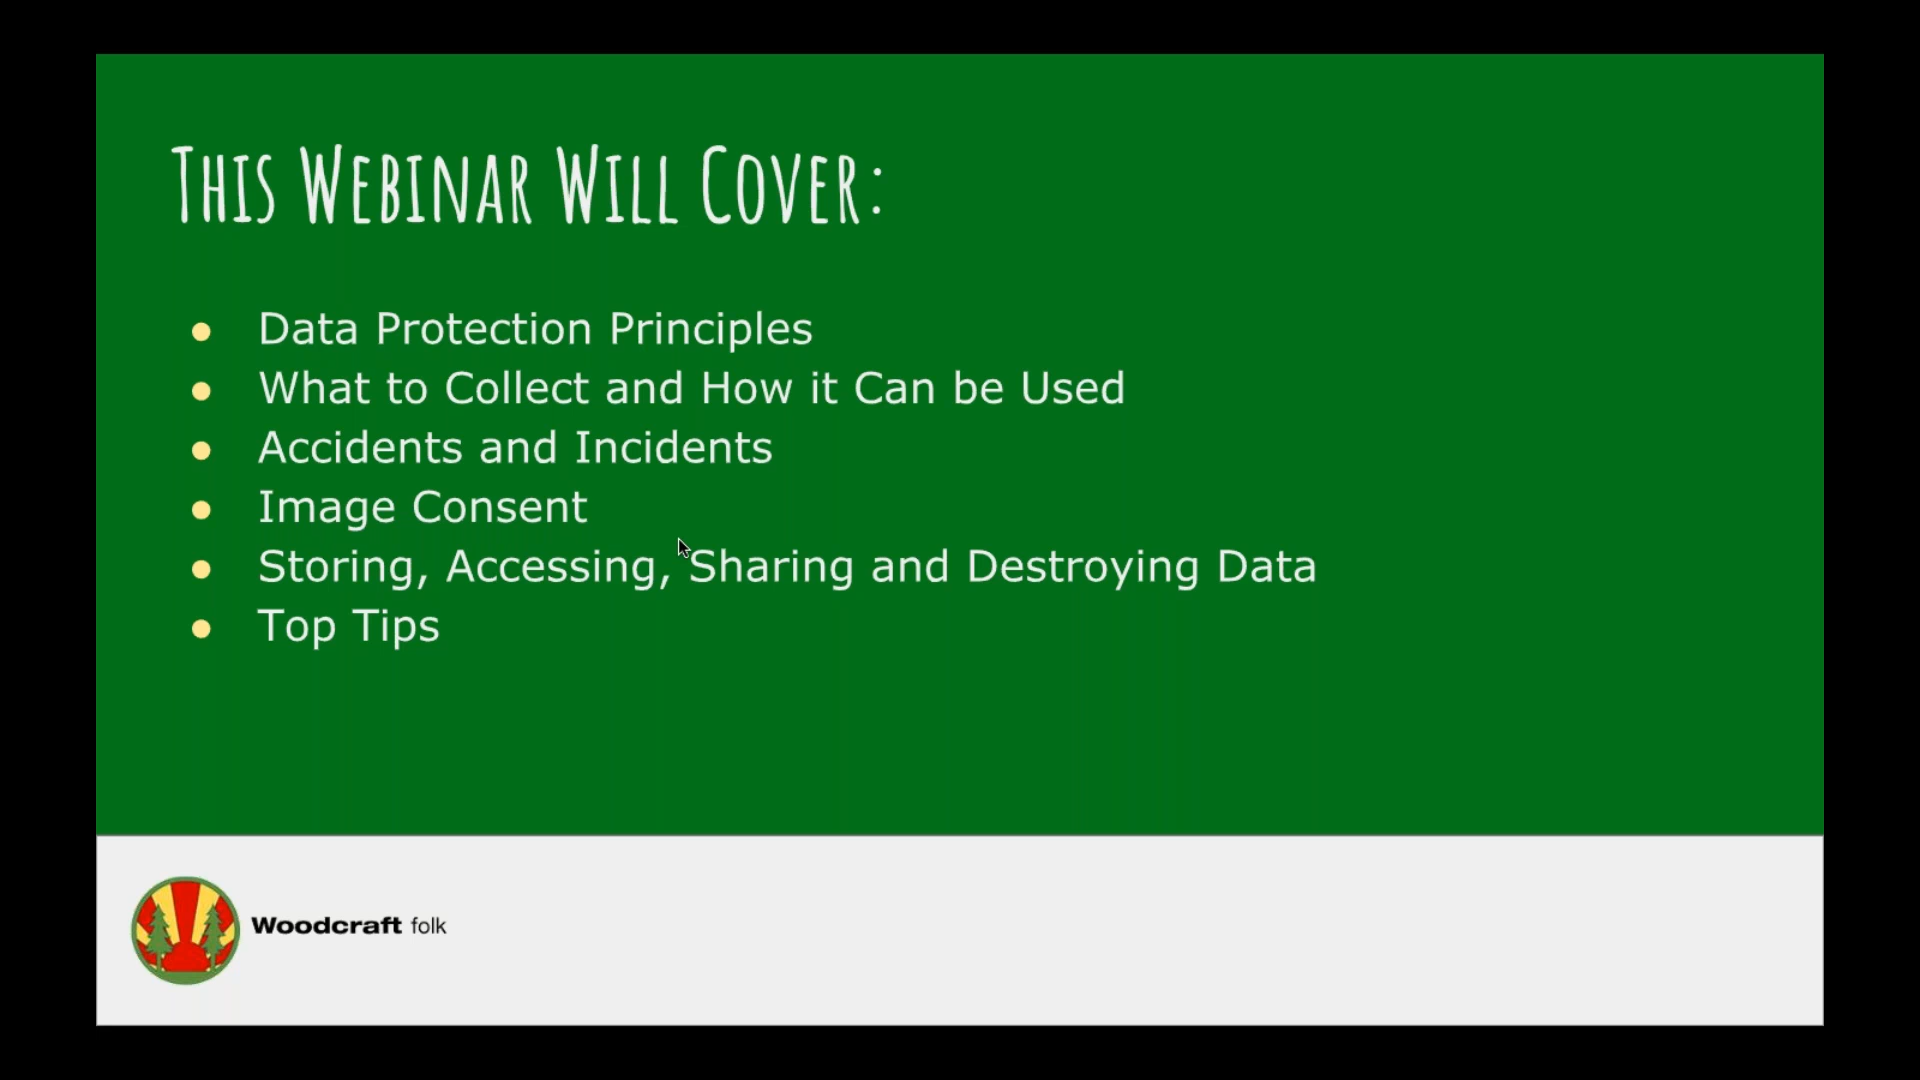 This Webinar Will Cover:
Data Protection Principles
What to Collect and How it Can be Used
Accidents and Incidents
Image Consent
Storing, Accessing, Sharing and Destroying Data
Top Tips
Woodcraft folk